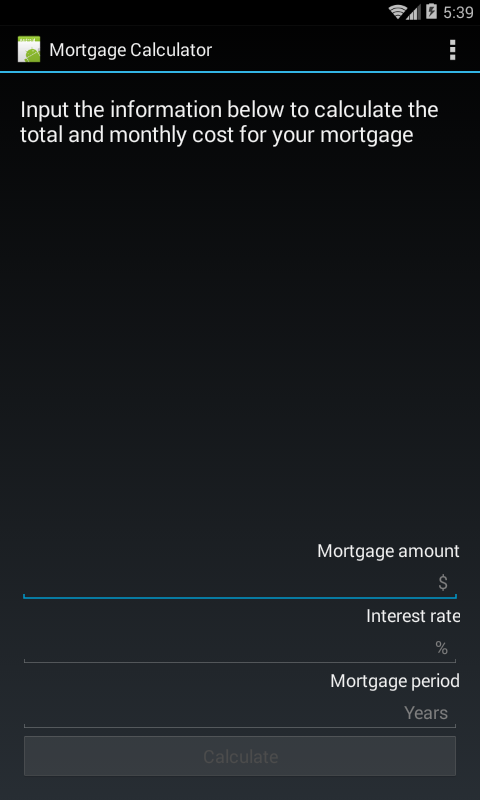 5:39
Mortgage Calculator
Input the information below to calculate the
total and monthly cost for your mortgage
Mortgage amount
$
Interest rate
%
Mortgage period
Years
Calculate